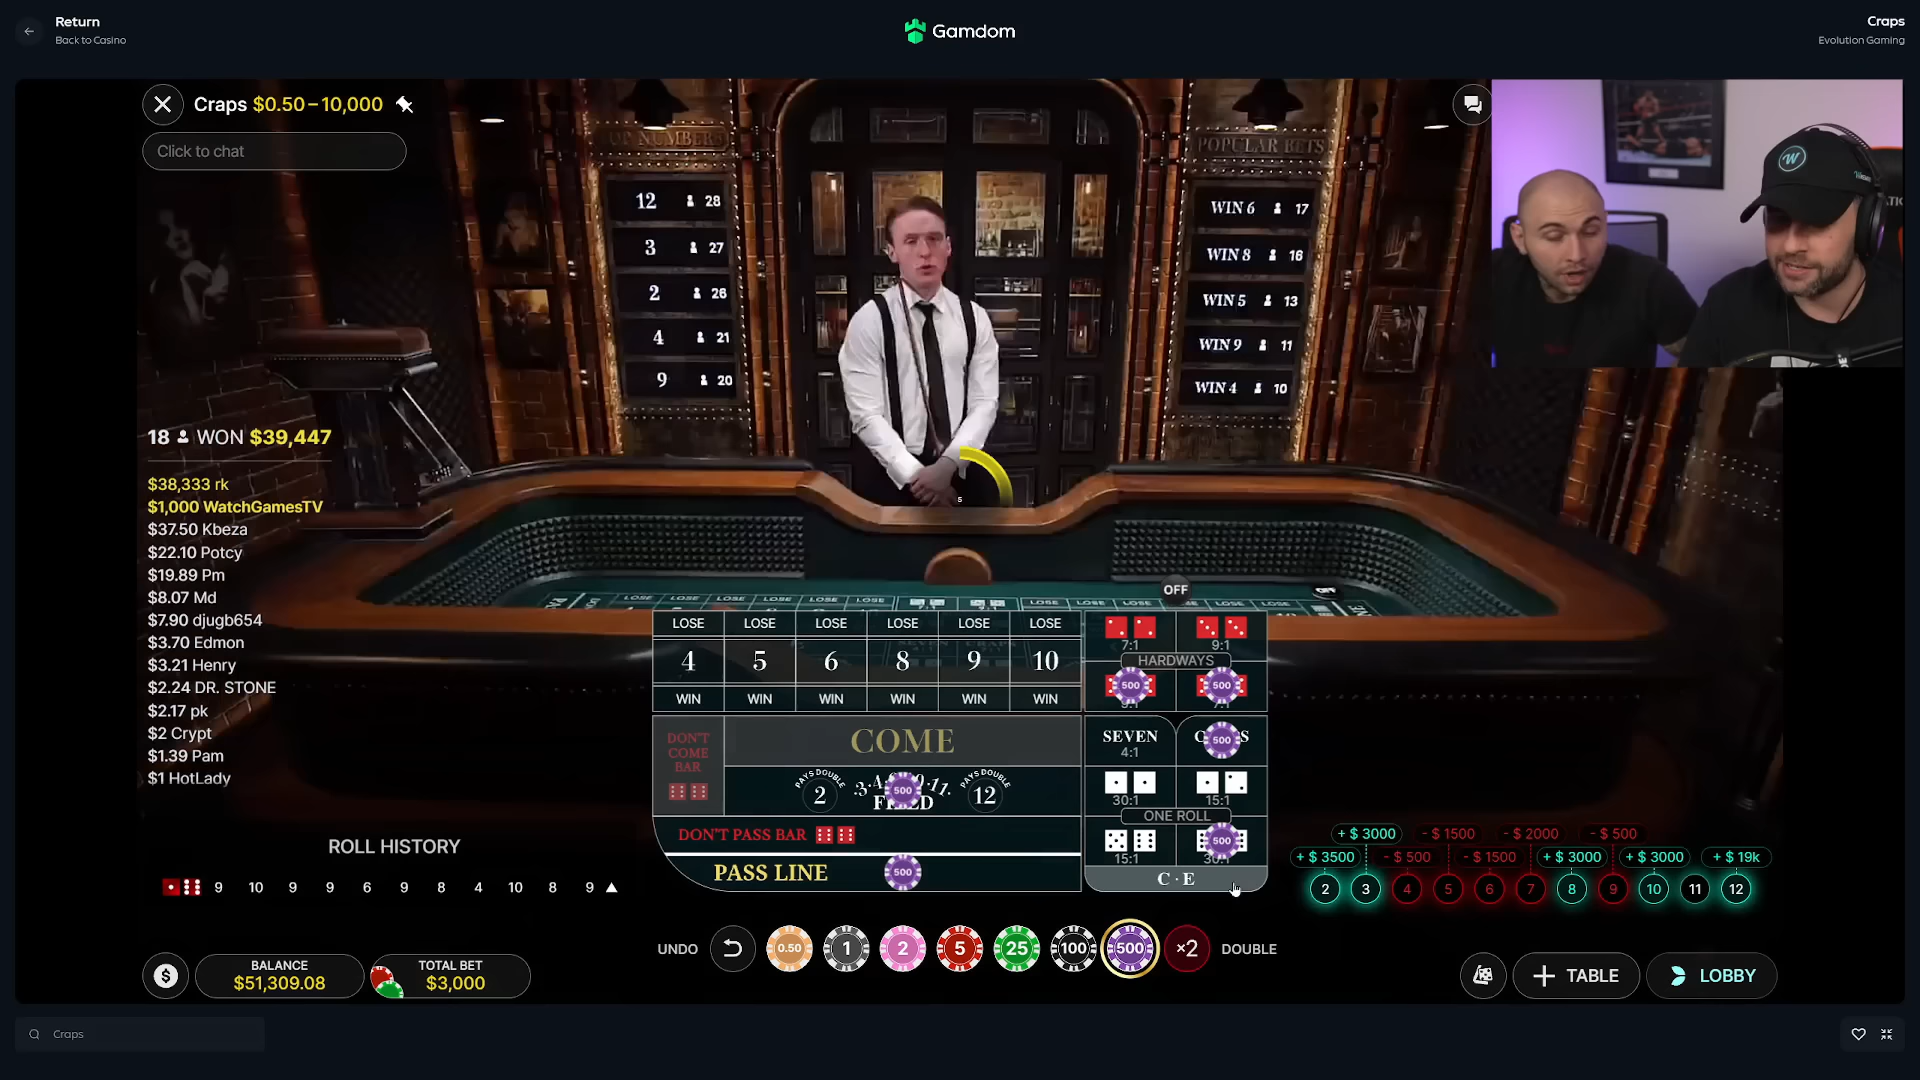 Return
Back to Casino
Gamdom
Craps
Evolution Gaming
Craps $0.50–10,000
Click to chat
TOP NUMBERS
12 28
3 27
2 26
4 21
9 20
POPULAR BETS
WIN 6 17
WIN 8 16
WIN 5 13
WIN 9 11
WIN 4 10
W
18 WON $39,447
$38,333 rk
$1,000 WatchGamesTV
$37.50 Kbeza
$22.10 Potcy
$19.89 Pm
$8.07 Md
$7.90 djugb654
$3.70 Edmon
$3.21 Henry
$2.24 DR. STONE
$2.17 pk
$2 Crypt
$1.39 Pam
$1 HotLady
5
OFF
OFF
LOSE LOSE LOSE LOSE LOSE LOSE
4 5 6 8 9 10
WIN WIN WIN WIN WIN WIN
7:1 9:1
HARDWAYS
500 500
DON'T COME BAR
COME
SEVEN
4:1
500
PAYS DOUBLE
2
500
PAYS DOUBLE
12
30:1 15:1
ONE ROLL
500
15:1
DON'T PASS BAR
PASS LINE
500
C · E
ROLL HISTORY
9 10 9 9 6 9 8 4 10 8 9
+ $ 3000 - $ 1500 - $ 2000 - $ 500
+ $ 3500 - $ 500 - $ 1500 + $ 3000 + $ 3000 + $ 19k
2 3 4 5 6 7 8 9 10 11 12
UNDO 0.50 1 2 5 25 100 500 ×2 DOUBLE
$
BALANCE
$51,309.08
TOTAL BET
$3,000
TABLE
LOBBY
Craps